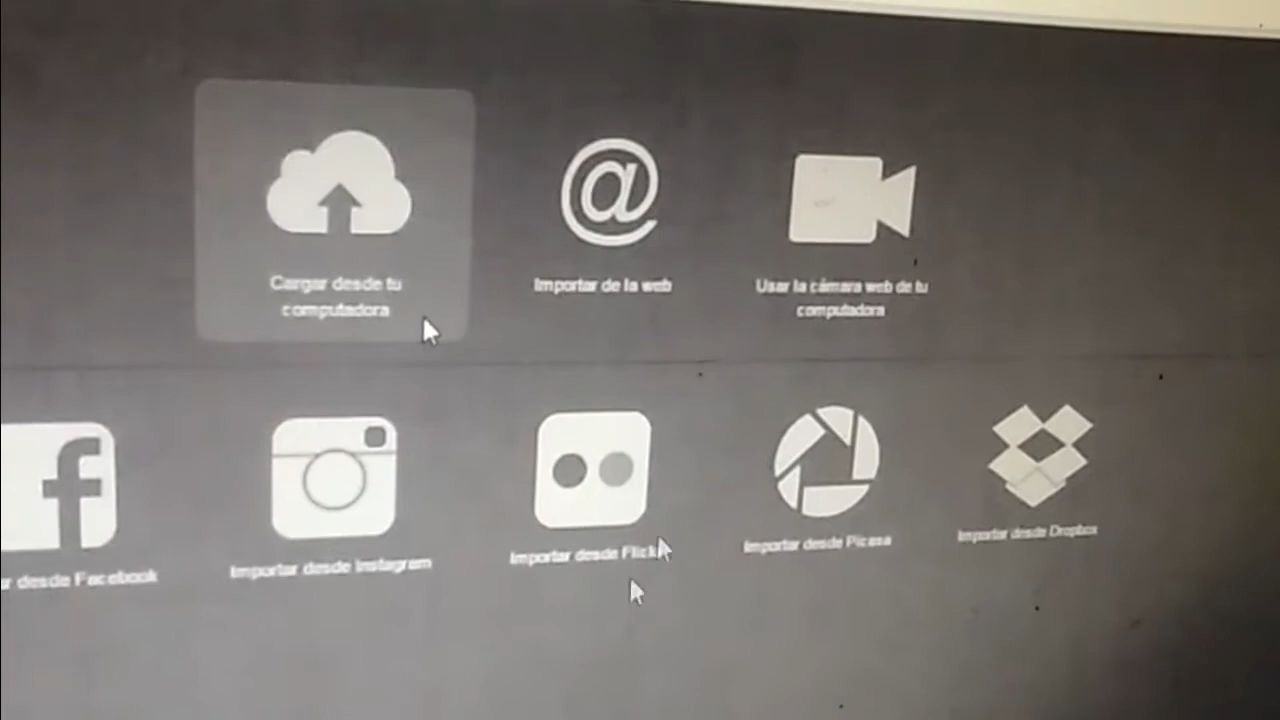 Cargar desde tu
computadora
Importar de la web
Usar la cámara web de tu
computadora
desde Facebook
Importar desde Instagram
Importar desde Flickr
Importar desde Picasa
Importar desde Dropbox